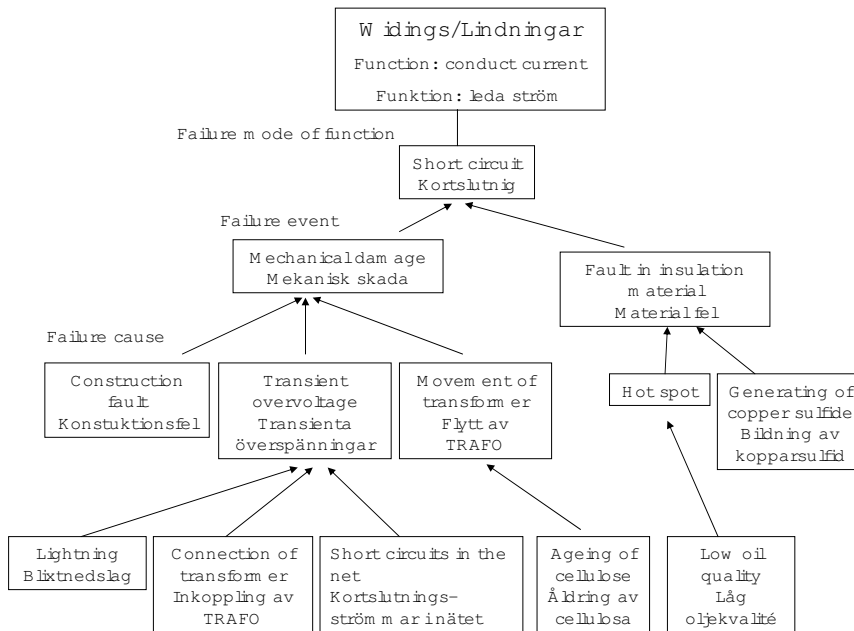 Widings/Lindningar
Function: conduct current
Funktion: leda ström
Failure mode of function
Short circuit
Kortslutnig
Failure event
Mechanical damage
Mekanisk skada
Fault in insulation
material
Materialfel
Failure cause
Construction
fault
Konstuktionsfel
Transient
overvoltage
Transienta
överspänningar
Movement of
transformer
Flytt av
TRAFO
Hot spot
Generating of
copper sulfide
Bildning av
kopparsulfid
Lightning
Blixtnedslag
Connection of
transformer
Inkoppling av
TRAFO
Short circuits in the
net
Kortslutnings-
strömmar inätet
Ageing of
cellulose
Åldring av
cellulosa
Low oil
quality
Låg
oljekvalité